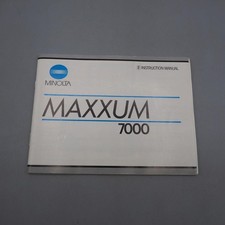 E INSTRUCTION MANUAL
MINOLTA
MAXXUM
7000